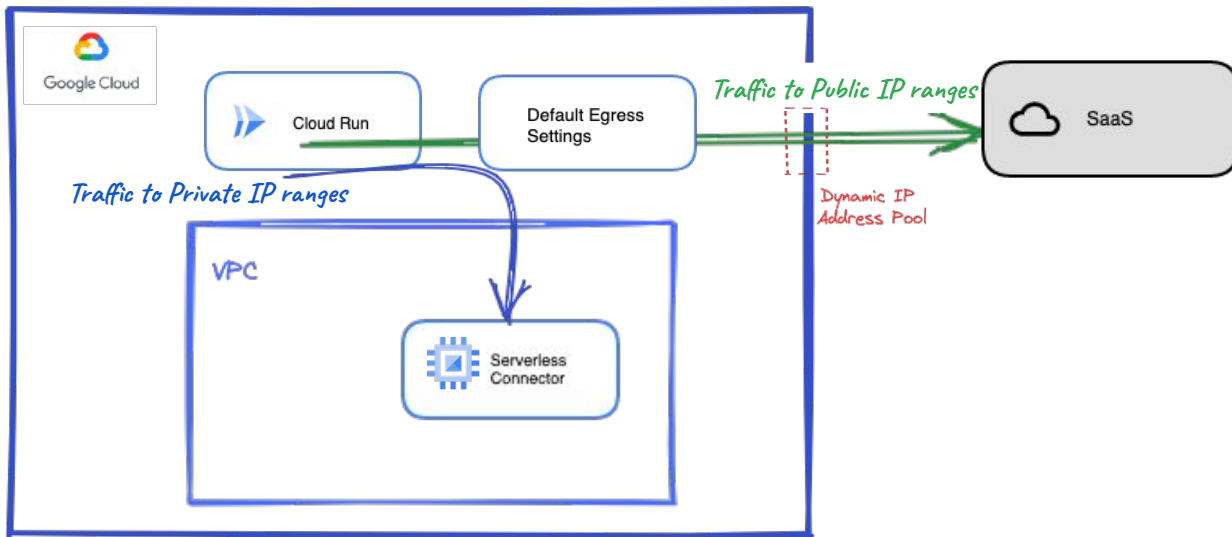 Google Cloud
Cloud Run
Default Egress
Settings
Traffic to Public IP ranges
SaaS
Traffic to Private IP ranges
Dynamic IP
Address Pool
VPC
Serverless
Connector